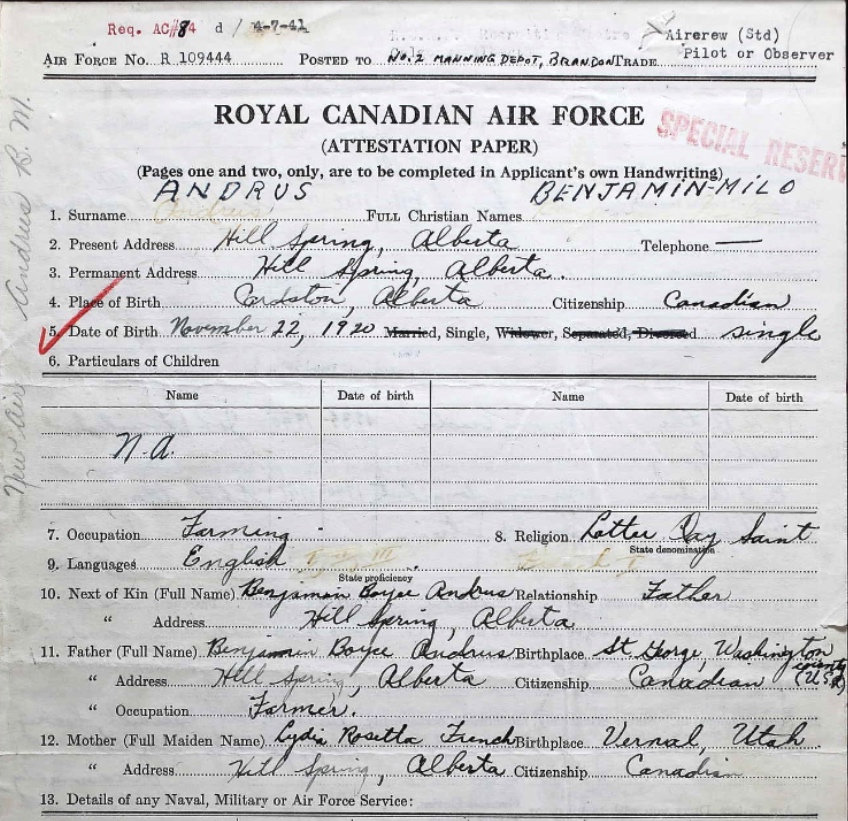 Req. AC#84 d / 4-7-41
Airerew (Std)
Pilot or Observer
AIR FORCE No. R 109444 POSTED TO No. 2 MANNING DEPOT, BRANDON TRADE
ROYAL CANADIAN AIR FORCE
SPECIAL RESERV
(ATTESTATION PAPER)
(Pages one and two, only, are to be completed in Applicant's own Handwriting)
ANDRUS BENJAMIN-MILO
1. Surname Andrus FULL Christian Names
2. Present Address Hill Spring, Alberta Telephone —
3. Permanent Address Hill Spring, Alberta.
4. Place of Birth Cardston, Alberta Citizenship Canadian
5. Date of Birth November 22, 1920 Married, Single, Widower, Separated, Divorced single
6. Particulars of Children
Name Date of birth Name Date of birth
N.A.
7. Occupation Farming 8. Religion Latter Day Saint
State denomination
9. Languages English
State proficiency
10. Next of Kin (Full Name) Benjamin Boyce Andrus Relationship Father
" Address Hill Spring, Alberta
11. Father (Full Name) Benjamin Boyce Andrus Birthplace St. George, Washington county (USA)
" Address Hill Spring, Alberta Citizenship Canadian
" Occupation Farmer.
12. Mother (Full Maiden Name) Lydia Rosetta French Birthplace Vernal, Utah.
" Address Hill Spring, Alberta Citizenship Canadian
13. Details of any Naval, Military or Air Force Service:
Andrus B. M.